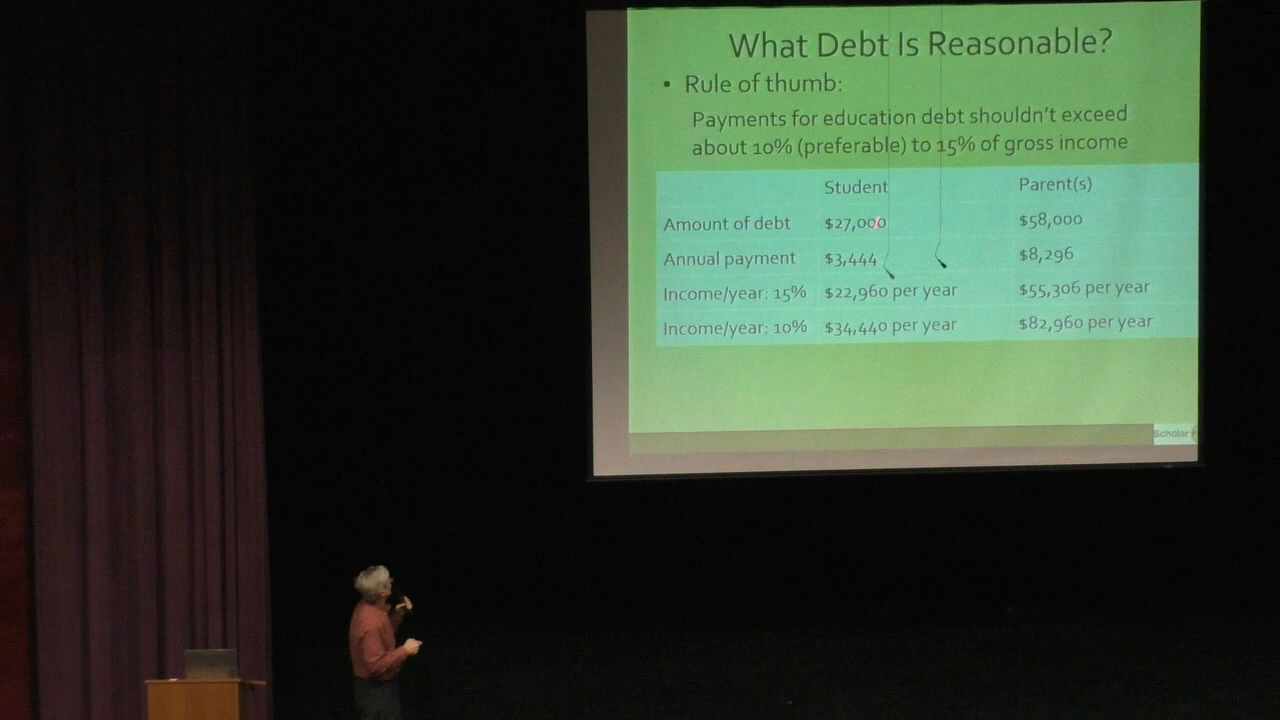 What Debt Is Reasonable?
• Rule of thumb:
Payments for education debt shouldn't exceed
about 10% (preferable) to 15% of gross income
Student Parent(s)
Amount of debt $27,000 $58,000
Annual payment $3,444 $8,296
Income/year: 15% $22,960 per year $55,306 per year
Income/year: 10% $34,440 per year $82,960 per year
Scholar